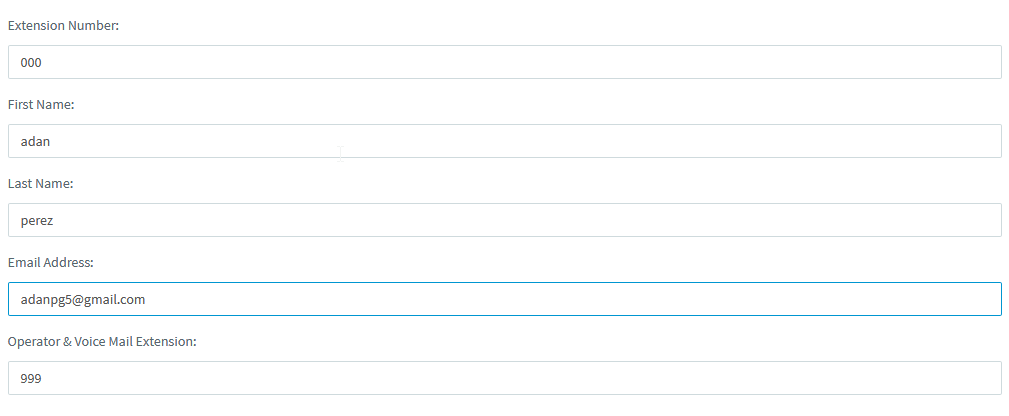 Extension Number:
000
First Name:
adan
Last Name:
perez
Email Address:
adanpg5@gmail.com
Operator & Voice Mail Extension:
999